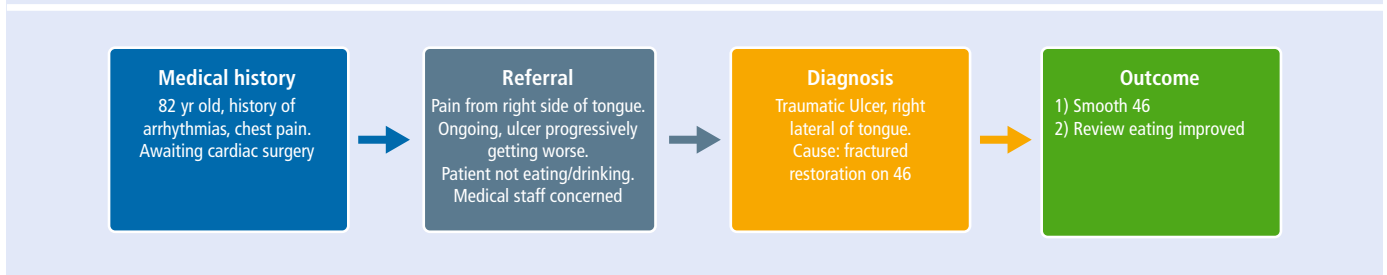 Medical history
82 yr old, history of
arrhythmias, chest pain.
Awaiting cardiac surgery
Referral
Pain from right side of tongue.
Ongoing, ulcer progressively
getting worse.
Patient not eating/drinking.
Medical staff concerned
Diagnosis
Traumatic Ulcer, right
lateral of tongue.
Cause: fractured
restoration on 46
Outcome
1) Smooth 46
2) Review eating improved